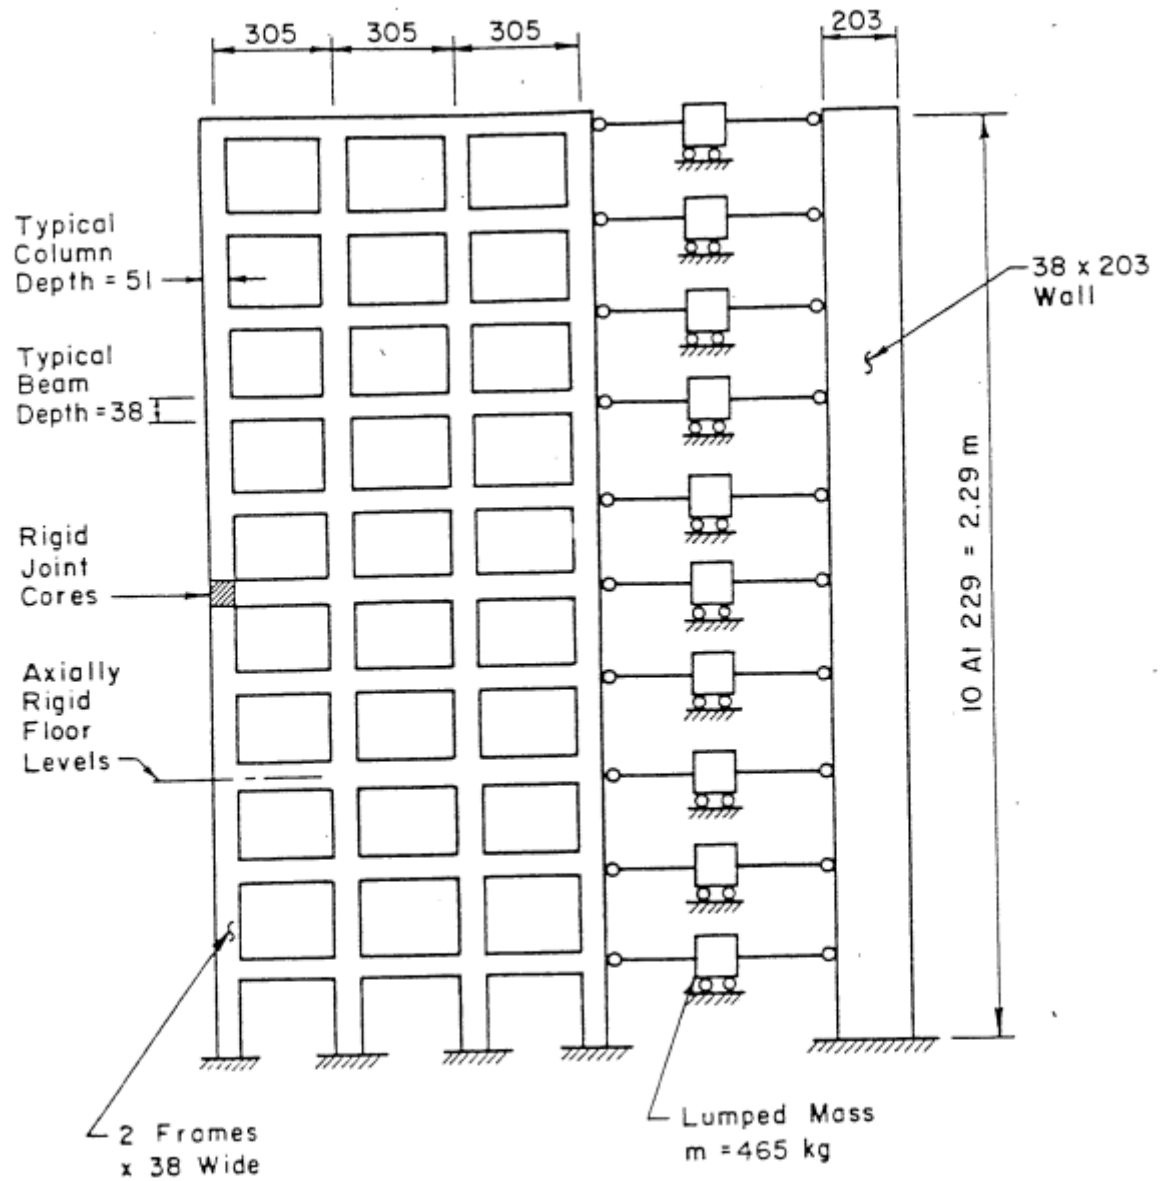 305
305
305
203
Typical
Column
Depth = 51
38 x 203
Wall
Typical
Beam
Depth = 38
Rigid
Joint
Cores
10 At 229 = 2.29 m
Axially
Rigid
Floor
Levels
2 Frames
x 38 Wide
Lumped Mass
m = 465 kg